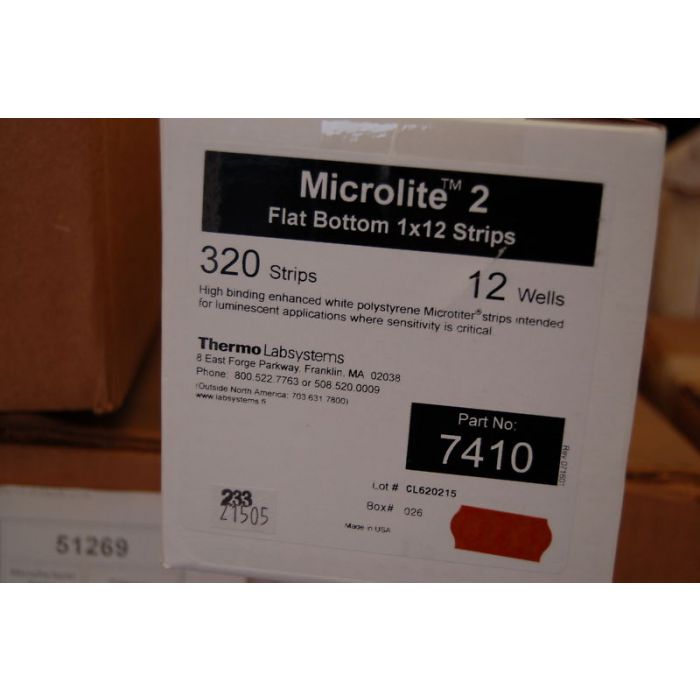 Microlite™ 2
Flat Bottom 1x12 Strips
320 Strips
12 Wells
High binding enhanced white polystyrene Microtiter® strips intended
for luminescent applications where sensitivity is critical
Thermo Labsystems
8 East Forge Parkway, Franklin, MA 02038
Phone: 800.522.7763 or 508.520.0009
(Outside North America: 703.631.7800)
www.labsystems.fi
Part No:
7410
Rev 071601
Lot # CL620215
Box# 026
Made in USA
233
21505
51269
Manufacturer